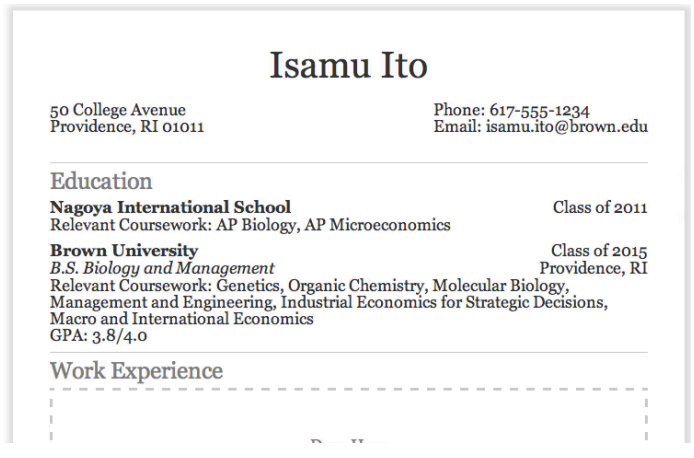 Isamu Ito
50 College Avenue
Phone: 617-555-1234
Providence, RI 01011
Email: isamu.ito@brown.edu
Education
Nagoya International School
Class of 2011
Relevant Coursework: AP Biology, AP Microeconomics
Brown University
Class of 2015
B.S. Biology and Management
Providence, RI
Relevant Coursework: Genetics, Organic Chemistry, Molecular Biology,
Management and Engineering, Industrial Economics for Strategic Decisions,
Macro and International Economics
GPA: 3.8/4.0
Work Experience